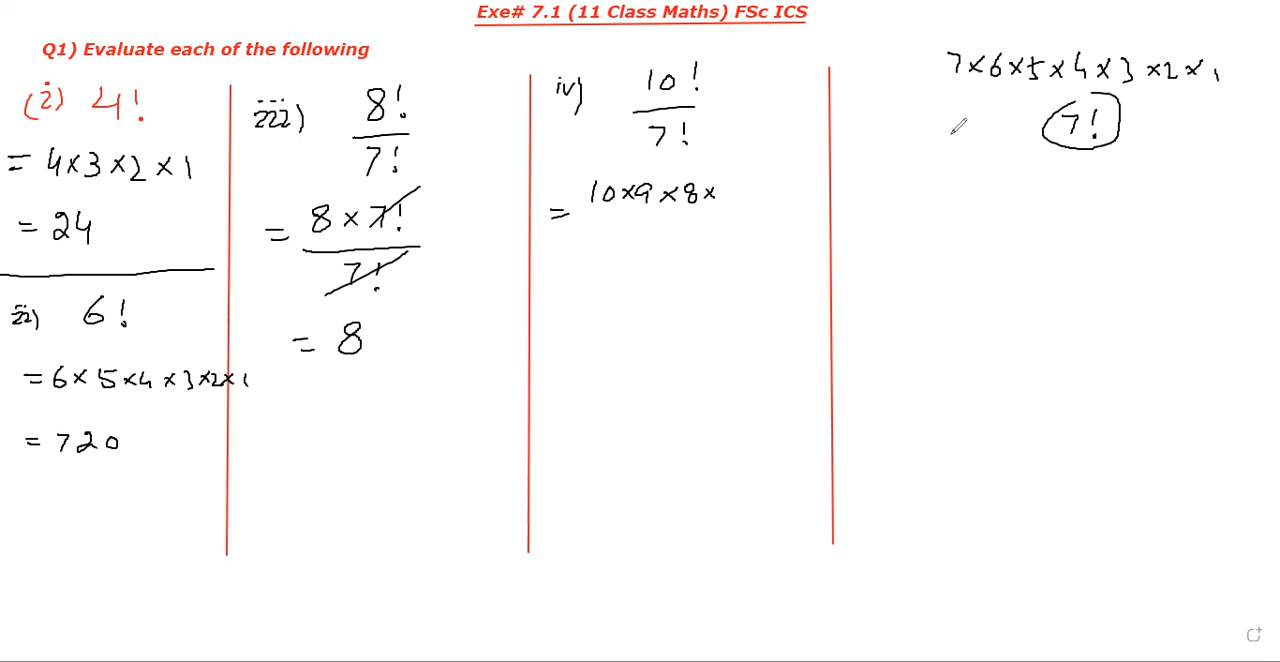 Exe# 7.1 (11 Class Maths) FSc ICS
Q1) Evaluate each of the following
(i) 4!
= 4×3×2×1
= 24
ii) 6!
= 6×5×4×3×2×1
= 720
iii) 8!
7!
= 8×7!
7!
= 8
iv) 10!
7!
= 10×9×8×
7×6×5×4×3×2×1
7!